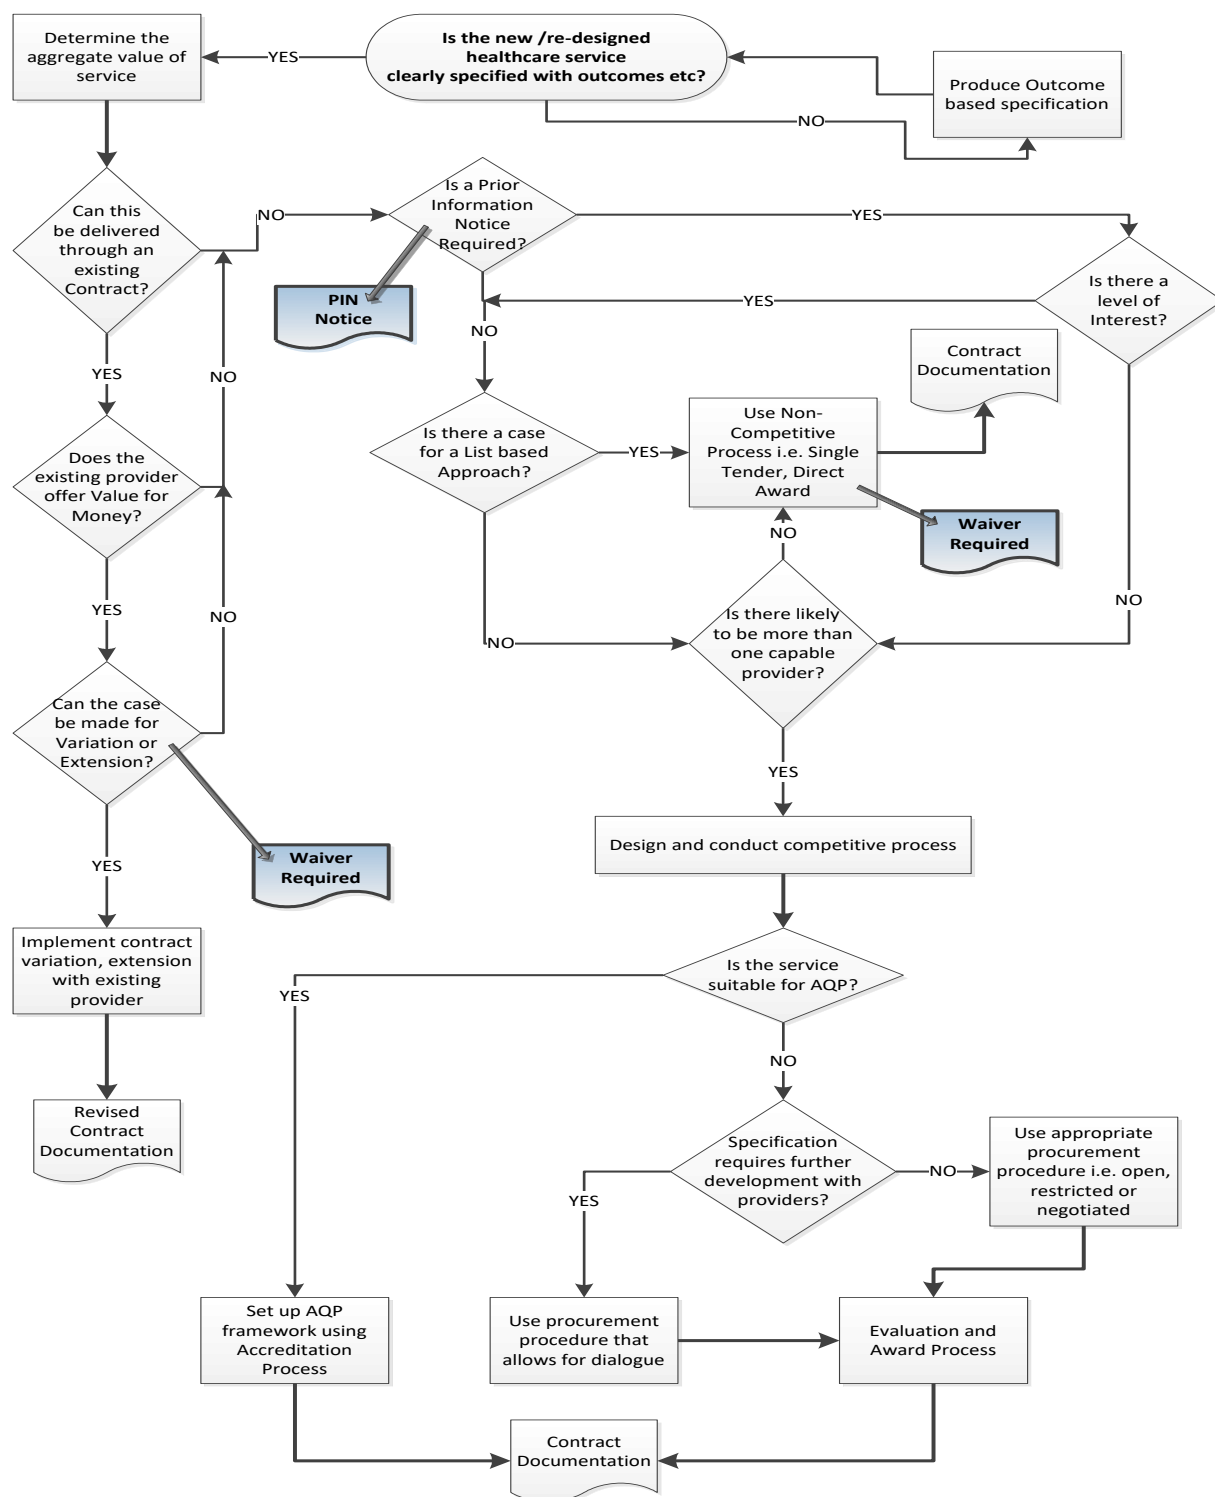 Determine the
aggregate value of
service
YES
Is the new /re-designed
healthcare service
clearly specified with outcomes etc?
Produce Outcome
based specification
NO
Can this
be delivered
through an
existing
Contract?
NO
Is a Prior
Information
Notice
Required?
YES
Is there a
level of
Interest?
PIN
Notice
YES
NO
Contract
Documentation
YES
NO
Does the
existing provider
offer Value for
Money?
Is there a case
for a List based
Approach?
YES
Use Non-
Competitive
Process i.e. Single
Tender, Direct
Award
Waiver
Required
NO
YES
NO
NO
Is there likely
to be more than
one capable
provider?
NO
Can the case
be made for
Variation or
Extension?
YES
Waiver
Required
YES
Design and conduct competitive process
Implement contract
variation, extension
with existing
provider
Is the service
suitable for AQP?
YES
NO
Revised
Contract
Documentation
Specification
requires further
development with
providers?
NO
Use appropriate
procurement
procedure i.e. open,
restricted or
negotiated
YES
Set up AQP
framework using
Accreditation
Process
Use procurement
procedure that
allows for dialogue
Evaluation and
Award Process
Contract
Documentation